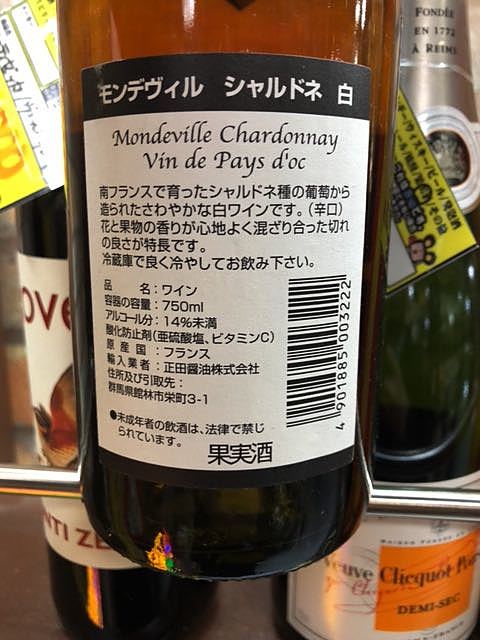 モンデヴィル シャルドネ 白
Mondeville Chardonnay
Vin de Pays d'oc
南フランスで育ったシャルドネ種の葡萄から
造られたさわやかな白ワインです。（辛口）
花と果物の香りが心地よく混ざり合った切れ
の良さが特長です。
冷蔵庫で良く冷やしてお飲み下さい。
品 名：ワイン
容器の容量：750ml
アルコール分：14%未満
酸化防止剤（亜硫酸塩、ビタミンC）
原 産 国：フランス
輸 入 業 者：正田醤油株式会社
住所及び引取先：
群馬県館林市栄町3-1
●未成年者の飲酒は、法律で禁じ
られています。
果実酒
4 901885 003222
FONDÉE
EN 1772
À REIMS
Veuve Clicquot
DEMI-SEC